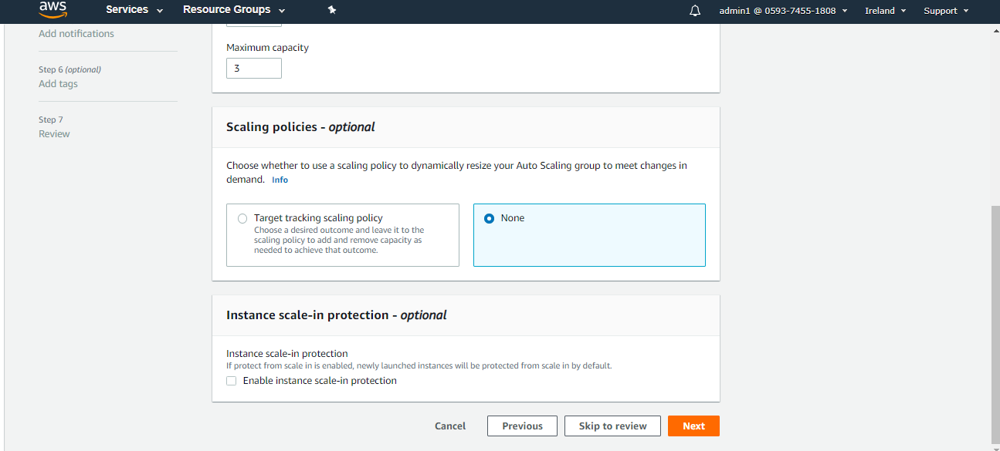 aws
Services
Resource Groups
admin1 @ 0593-7455-1808
Ireland
Support
Add notifications
Step 6 (optional)
Add tags
Step 7
Review
Maximum capacity
3
Scaling policies - optional
Choose whether to use a scaling policy to dynamically resize your Auto Scaling group to meet changes in
demand. Info
Target tracking scaling policy
Choose a desired outcome and leave it to the
scaling policy to add and remove capacity as
needed to achieve that outcome.
None
Instance scale-in protection - optional
Instance scale-in protection
If protect from scale in is enabled, newly launched instances will be protected from scale in by default.
Enable instance scale-in protection
Cancel
Previous
Skip to review
Next